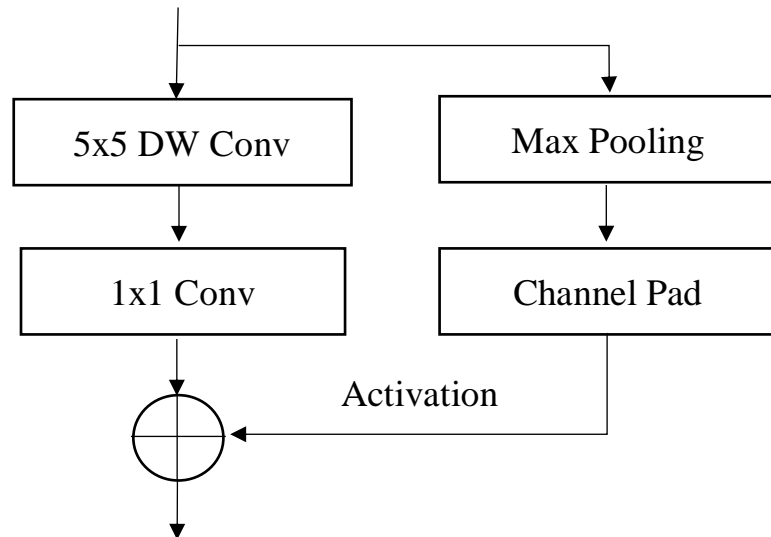 5x5 DW Conv
Max Pooling
1x1 Conv
Channel Pad
Activation